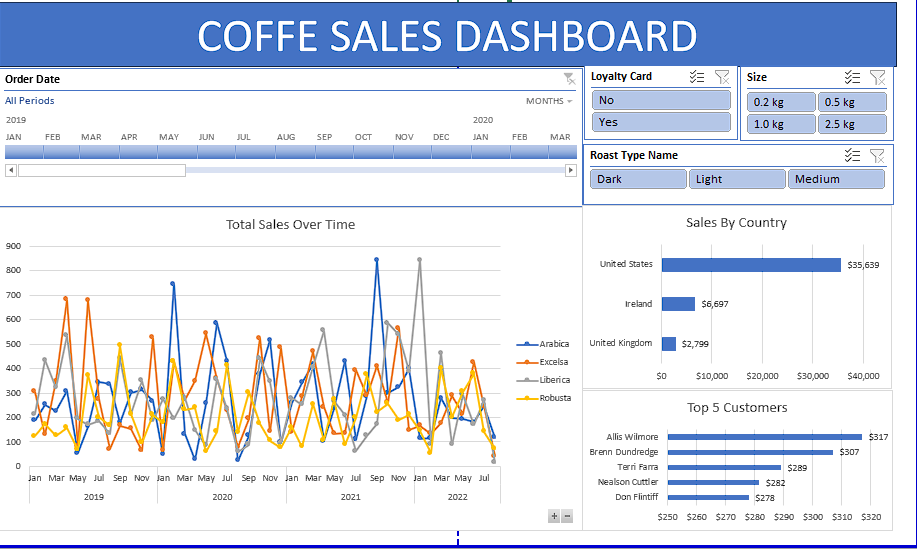 COFFE SALES DASHBOARD
Order Date
All Periods
MONTHS
2019 2020
JAN FEB MAR APR MAY JUN JUL AUG SEP OCT NOV DEC JAN FEB MAR
Loyalty Card
No
Yes
Size
0.2 kg 0.5 kg
1.0 kg 2.5 kg
Roast Type Name
Dark Light Medium
Total Sales Over Time
900
800
700
600
500
400
300
200
100
0
Jan Mar May Jul Sep Nov Jan Mar May Jul Sep Nov Jan Mar May Jul Sep Nov Jan Mar May Jul
2019 2020 2021 2022
Arabica
Excelsa
Liberica
Robusta
Sales By Country
United States $35,639
Ireland $6,697
United Kingdom $2,799
$0 $10,000 $20,000 $30,000 $40,000
Top 5 Customers
Allis Wilmore $317
Brenn Dundredge $307
Terri Farra $289
Nealson Cuttler $282
Don Flintiff $278
$250 $260 $270 $280 $290 $300 $310 $320